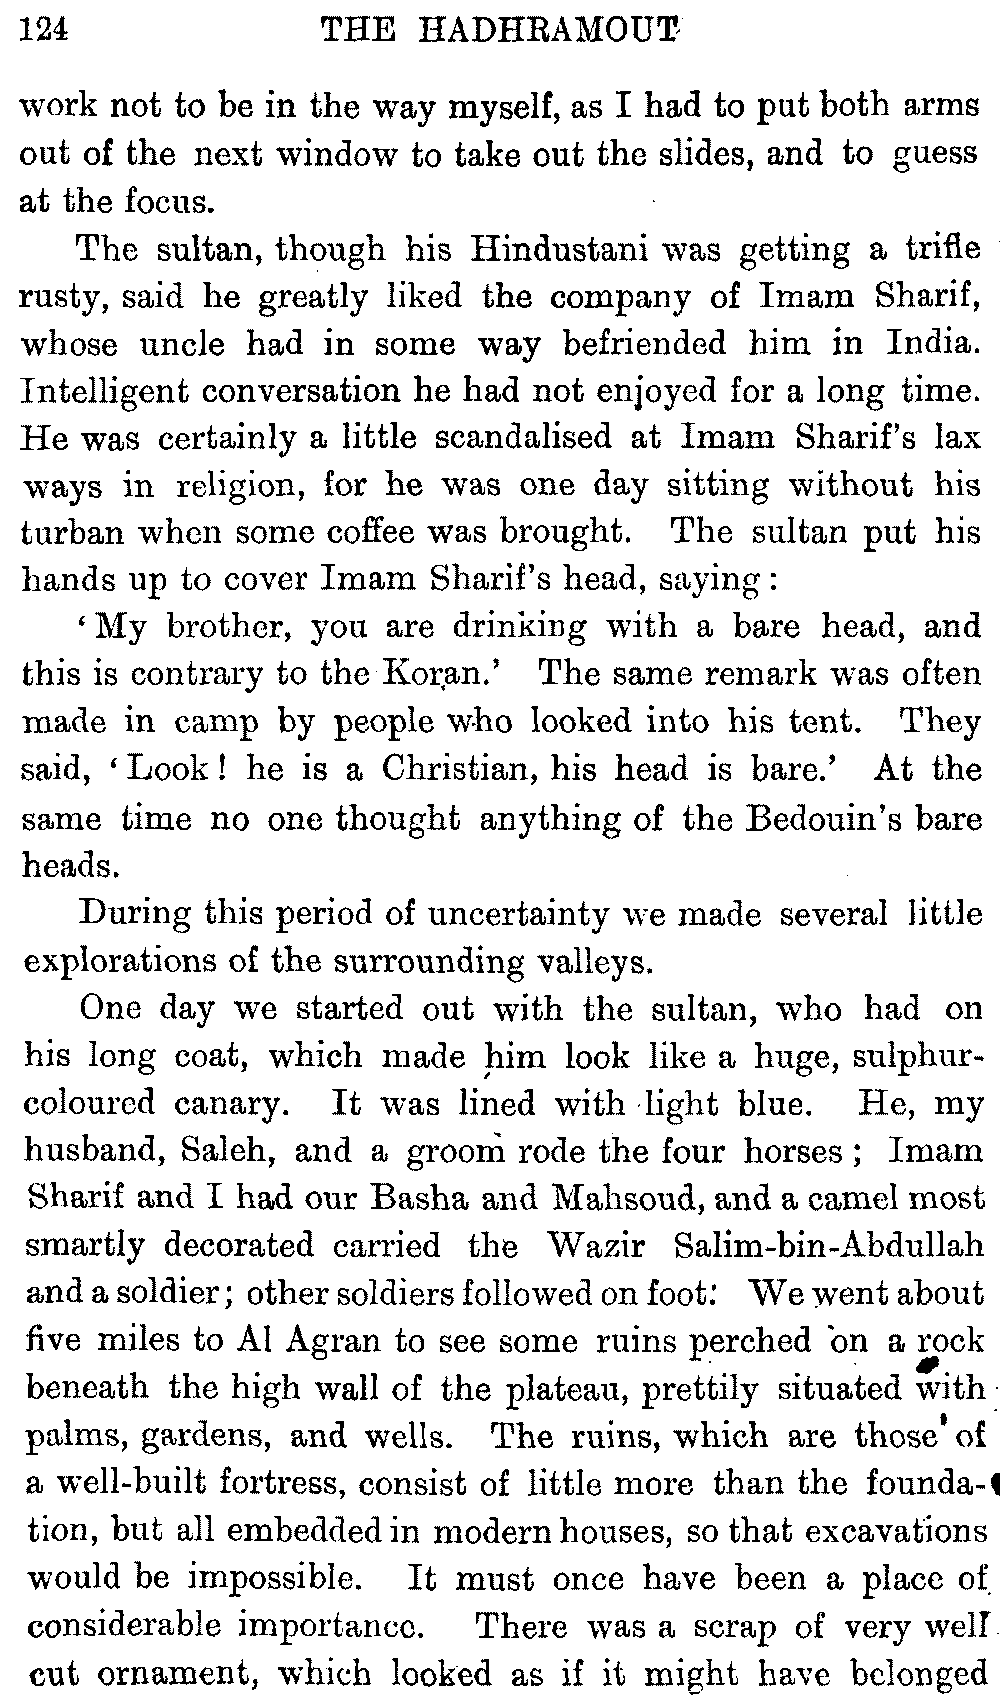 124 THE HADHRAMOUT
work not to be in the way myself, as I had to put both arms
out of the next window to take out the slides, and to guess
at the focus.
The sultan, though his Hindustani was getting a trifle
rusty, said he greatly liked the company of Imam Sharif,
whose uncle had in some way befriended him in India.
Intelligent conversation he had not enjoyed for a long time.
He was certainly a little scandalised at Imam Sharif's lax
ways in religion, for he was one day sitting without his
turban when some coffee was brought. The sultan put his
hands up to cover Imam Sharif's head, saying:
'My brother, you are drinking with a bare head, and
this is contrary to the Koran.' The same remark was often
made in camp by people who looked into his tent. They
said, 'Look! he is a Christian, his head is bare.' At the
same time no one thought anything of the Bedouin's bare
heads.
During this period of uncertainty we made several little
explorations of the surrounding valleys.
One day we started out with the sultan, who had on
his long coat, which made him look like a huge, sulphur-
coloured canary. It was lined with light blue. He, my
husband, Saleh, and a groom rode the four horses; Imam
Sharif and I had our Basha and Mahsoud, and a camel most
smartly decorated carried the Wazir Salim-bin-Abdullah
and a soldier; other soldiers followed on foot. We went about
five miles to Al Agran to see some ruins perched on a rock
beneath the high wall of the plateau, prettily situated with
palms, gardens, and wells. The ruins, which are those of
a well-built fortress, consist of little more than the founda-
tion, but all embedded in modern houses, so that excavations
would be impossible. It must once have been a place of
considerable importance. There was a scrap of very well
cut ornament, which looked as if it might have belonged